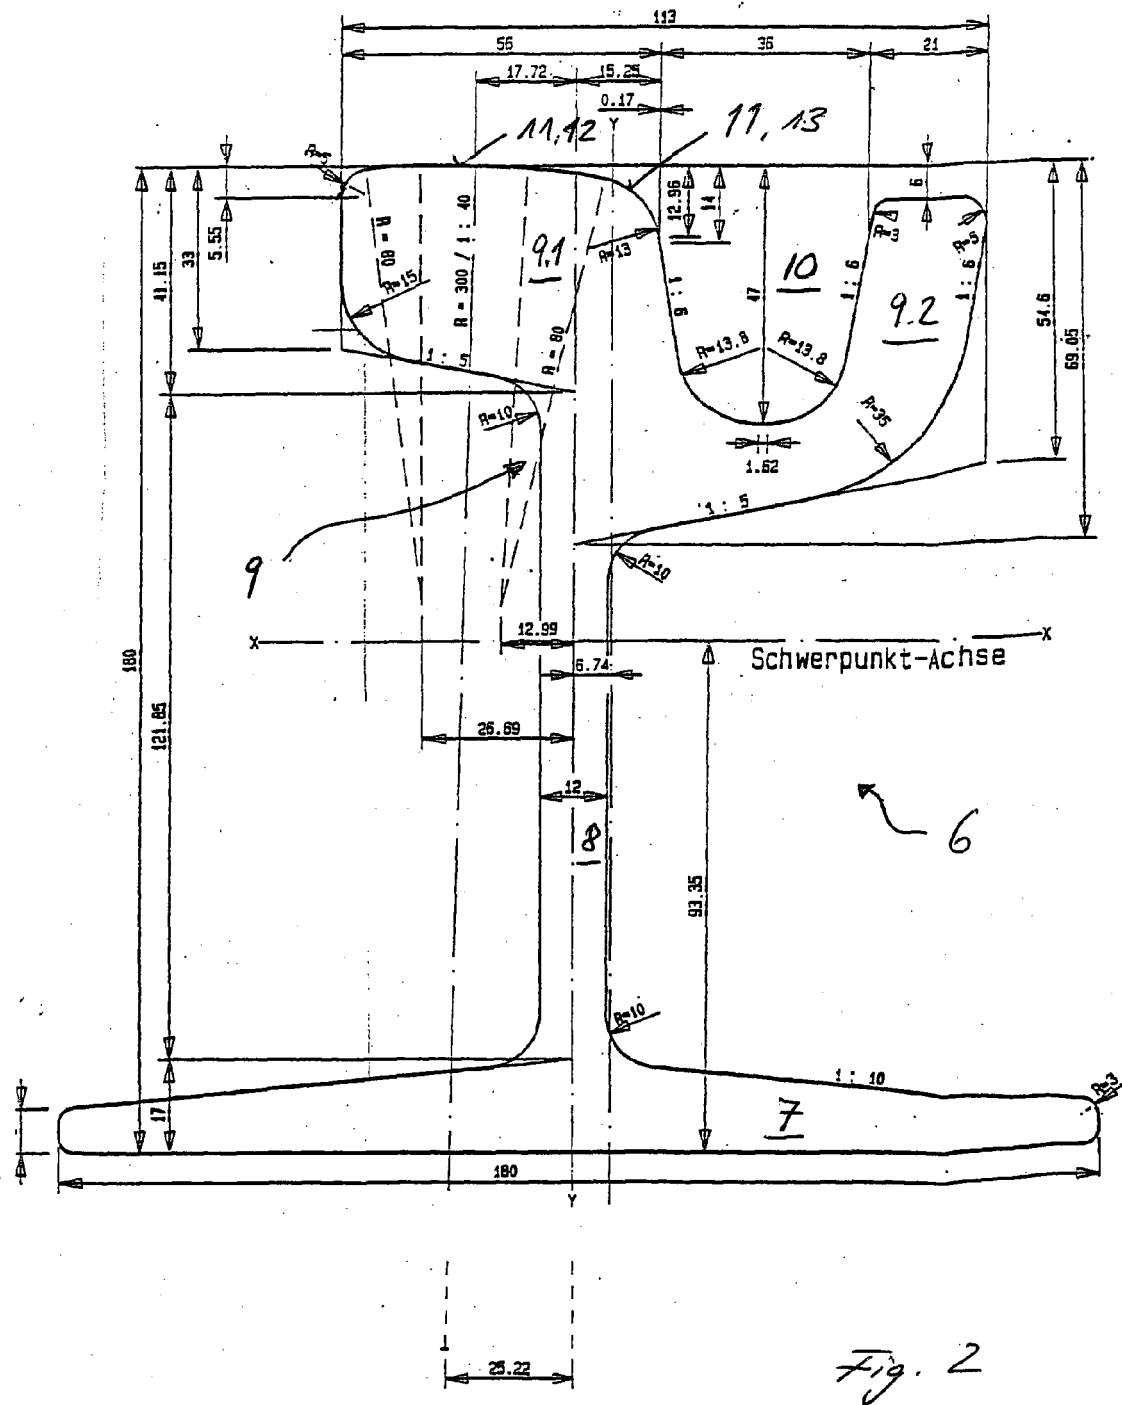 113
56 36 21
17.72 15.25
0.17
Y
11,12 11,13
R=5
5.55
33
41.15
R = 80
R=15
R = 300 / 1 : 40
9.1
R = 80
R=13
12.96
14
47
10
6
R=3
R=5
1 : 6
1 : 6
1 : 6
9.2
54.6
69.05
R=13.8 R=13.8
1 : 5
R=10
1.62
R=35
1 : 5
R=10
9
X X
Schwerpunkt-Achse
12.99
6.74
180
121.85
26.69
12
8
93.35
6
R=10
1 : 10
R=3
17
7
180
Y
25.22
Fig. 2